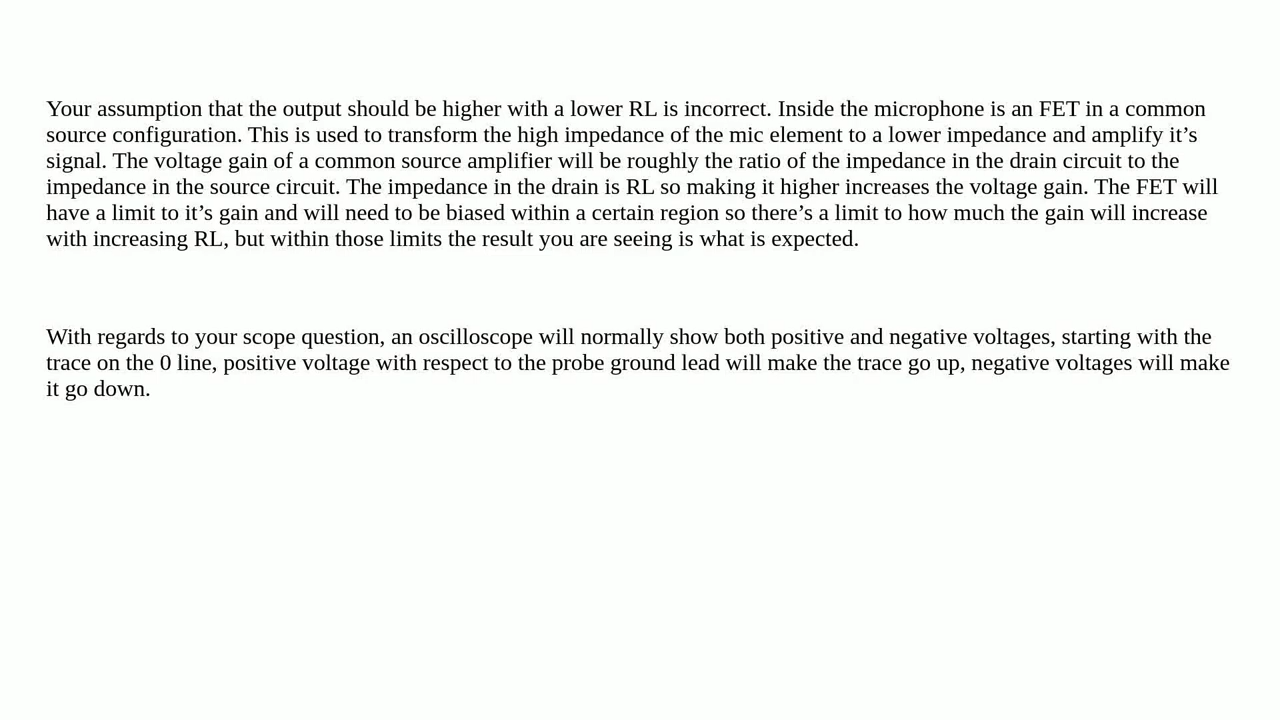 Your assumption that the output should be higher with a lower RL is incorrect. Inside the microphone is an FET in a common
source configuration. This is used to transform the high impedance of the mic element to a lower impedance and amplify it’s
signal. The voltage gain of a common source amplifier will be roughly the ratio of the impedance in the drain circuit to the
impedance in the source circuit. The impedance in the drain is RL so making it higher increases the voltage gain. The FET will
have a limit to it’s gain and will need to be biased within a certain region so there’s a limit to how much the gain will increase
with increasing RL, but within those limits the result you are seeing is what is expected.
With regards to your scope question, an oscilloscope will normally show both positive and negative voltages, starting with the
trace on the 0 line, positive voltage with respect to the probe ground lead will make the trace go up, negative voltages will make
it go down.